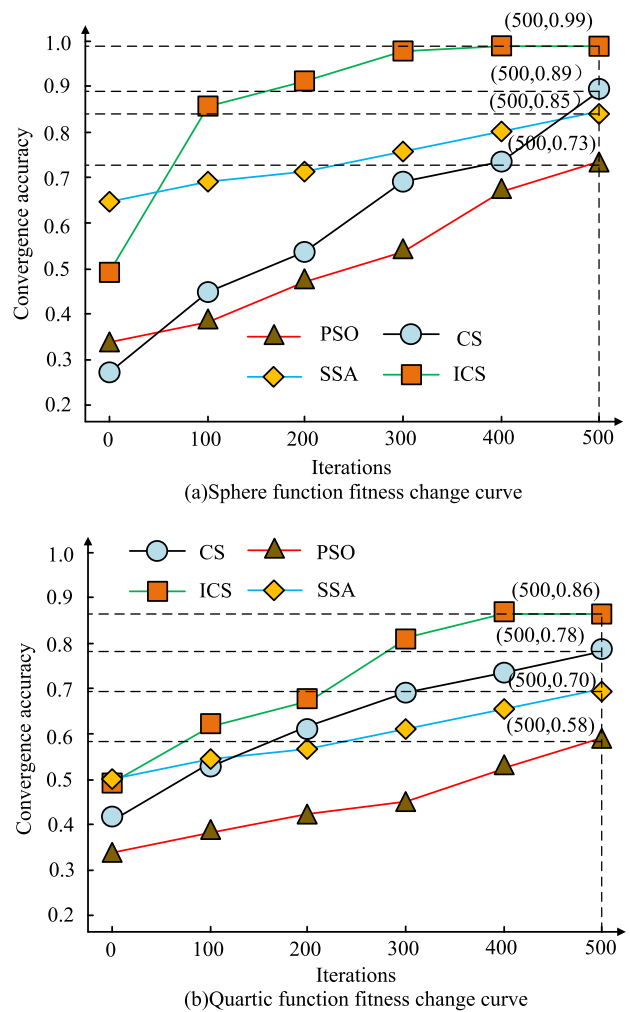 (500,0.99)
1.0
(500,0.89)
0.9
(500,0.85)
0.8
(500,0.73)
0.7
0.6
0.5
0.4
0.3
0.2
Convergence accuracy
PSO
CS
SSA
ICS
0 100 200 300 400 500
Iterations
(a)Sphere function fitness change curve
CS
PSO
ICS
SSA
1.0
(500,0.86)
0.9
(500,0.78)
0.8
(500,0.70)
0.7
(500,0.58)
0.6
0.5
0.4
0.3
0.2
Convergence accuracy
0 100 200 300 400 500
Iterations
(b)Quartic function fitness change curve